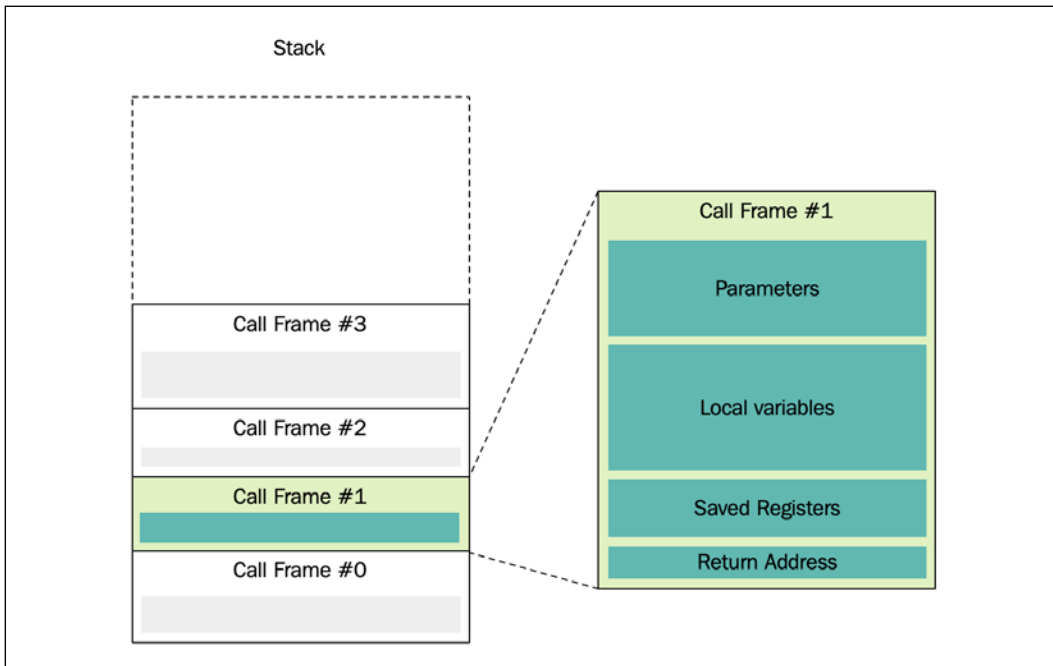 Stack
Call Frame #3
Call Frame #2
Call Frame #1
Call Frame #0
Call Frame #1
Parameters
Local variables
Saved Registers
Return Address